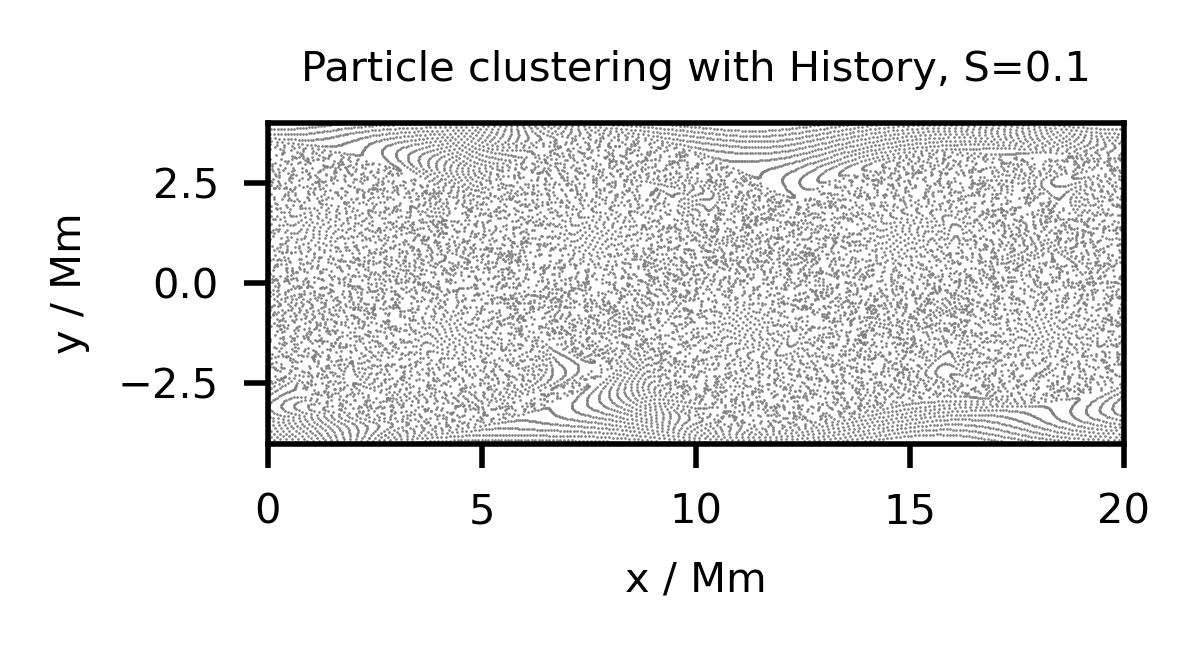 Particle clustering with History, S=0.1
2.5
0.0
−2.5
y / Mm
0 5 10 15 20
x / Mm